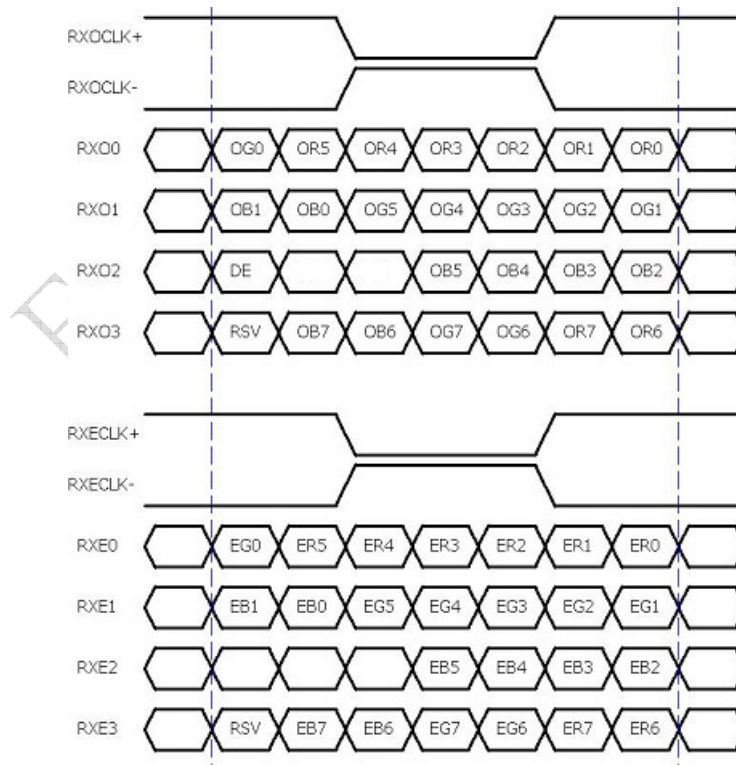 RXOCLK+
RXOCLK-
RXO0 OG0 OR5 OR4 OR3 OR2 OR1 OR0
RXO1 OB1 OB0 OG5 OG4 OG3 OG2 OG1
RXO2 DE OB5 OB4 OB3 OB2
RXO3 RSV OB7 OB6 OG7 OG6 OR7 OR6
RXECLK+
RXECLK-
RXE0 EG0 ER5 ER4 ER3 ER2 ER1 ER0
RXE1 EB1 EB0 EG5 EG4 EG3 EG2 EG1
RXE2 EB5 EB4 EB3 EB2
RXE3 RSV EB7 EB6 EG7 EG6 ER7 ER6